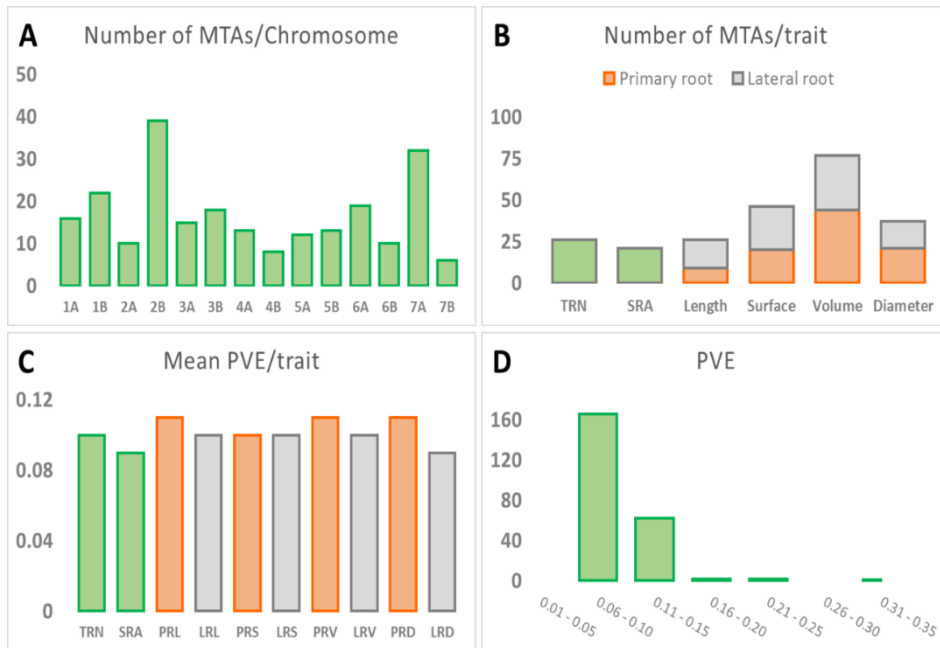 A
Number of MTAs/Chromosome
50
40
30
20
10
0
1A 1B 2A 2B 3A 3B 4A 4B 5A 5B 6A 6B 7A 7B
B
Number of MTAs/trait
Primary root Lateral root
100
75
50
25
0
TRN SRA Length Surface Volume Diameter
C
Mean PVE/trait
0.12
0.08
0.04
0
TRN SRA PRL LRL PRS LRS PRV LRV PRD LRD
D
PVE
160
120
80
40
0
0.01 - 0.05
0.06 - 0.10
0.11 - 0.15
0.16 - 0.20
0.21 - 0.25
0.26 - 0.30
0.31 - 0.35